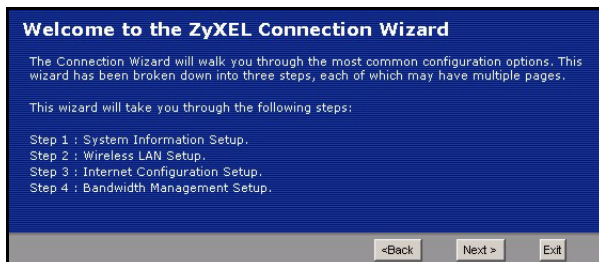 Welcome to the ZyXEL Connection Wizard
The Connection Wizard will walk you through the most common configuration options. This
wizard has been broken down into three steps, each of which may have multiple pages.
This wizard will take you through the following steps:
Step 1 : System Information Setup.
Step 2 : Wireless LAN Setup.
Step 3 : Internet Configuration Setup.
Step 4 : Bandwidth Management Setup.
<Back Next > Exit